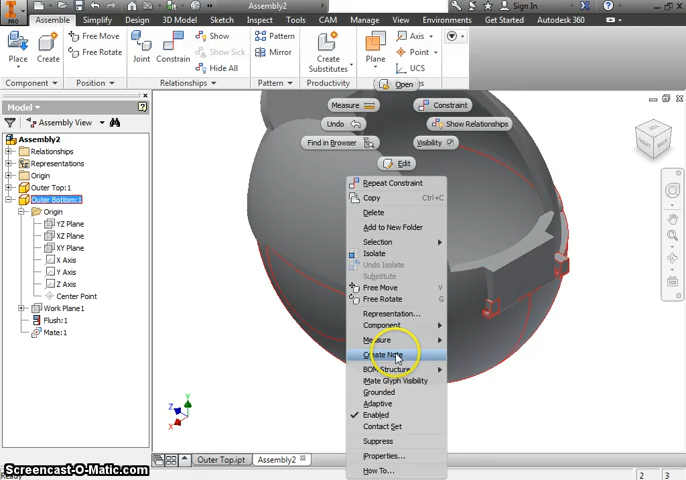 Assembly2
Sign In
PRO
Assemble Simplify Design 3D Model Sketch Inspect Tools CAM Manage View Environments Get Started Autodesk 360
Place Create
Free Move
Free Rotate
Joint Constrain
Show
Show Sick
Hide All
Pattern
Mirror
Create
Substitutes
Plane
Axis
Point
UCS
Component Position Relationships Pattern Productivity
Model
Assembly View
Assembly2
Relationships
Representations
Origin
Outer Top:1
Outer Bottom:1
Origin
YZ Plane
XZ Plane
XY Plane
X Axis
Y Axis
Z Axis
Center Point
Work Plane1
Flush:1
Mate:1
Open
Measure
Constraint
Undo
Show Relationships
Find in Browser
Visibility
Edit
Repeat Constraint
Copy Ctrl+C
Delete
Add to New Folder
Selection
Isolate
Undo Isolate
Substitute
Free Move V
Free Rotate G
Representation...
Component
Measure
Create Note
BOM Structure
iMate Glyph Visibility
Grounded
Adaptive
Enabled
Contact Set
Suppress
iProperties...
How To...
RIGHT
Z Y X
Outer Top.ipt Assembly2
Screencast-O-Matic.com
Ready
2 3